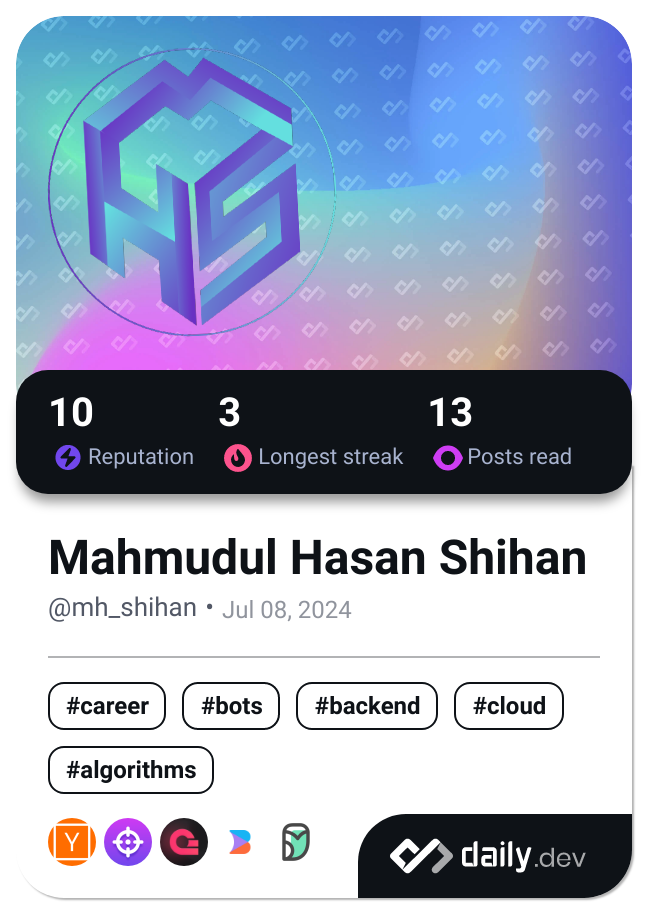 MHS
10 3 13
Reputation Longest streak Posts read
Mahmudul Hasan Shihan
@mh_shihan • Jul 08, 2024
#career #bots #backend #cloud
#algorithms
Y daily.dev